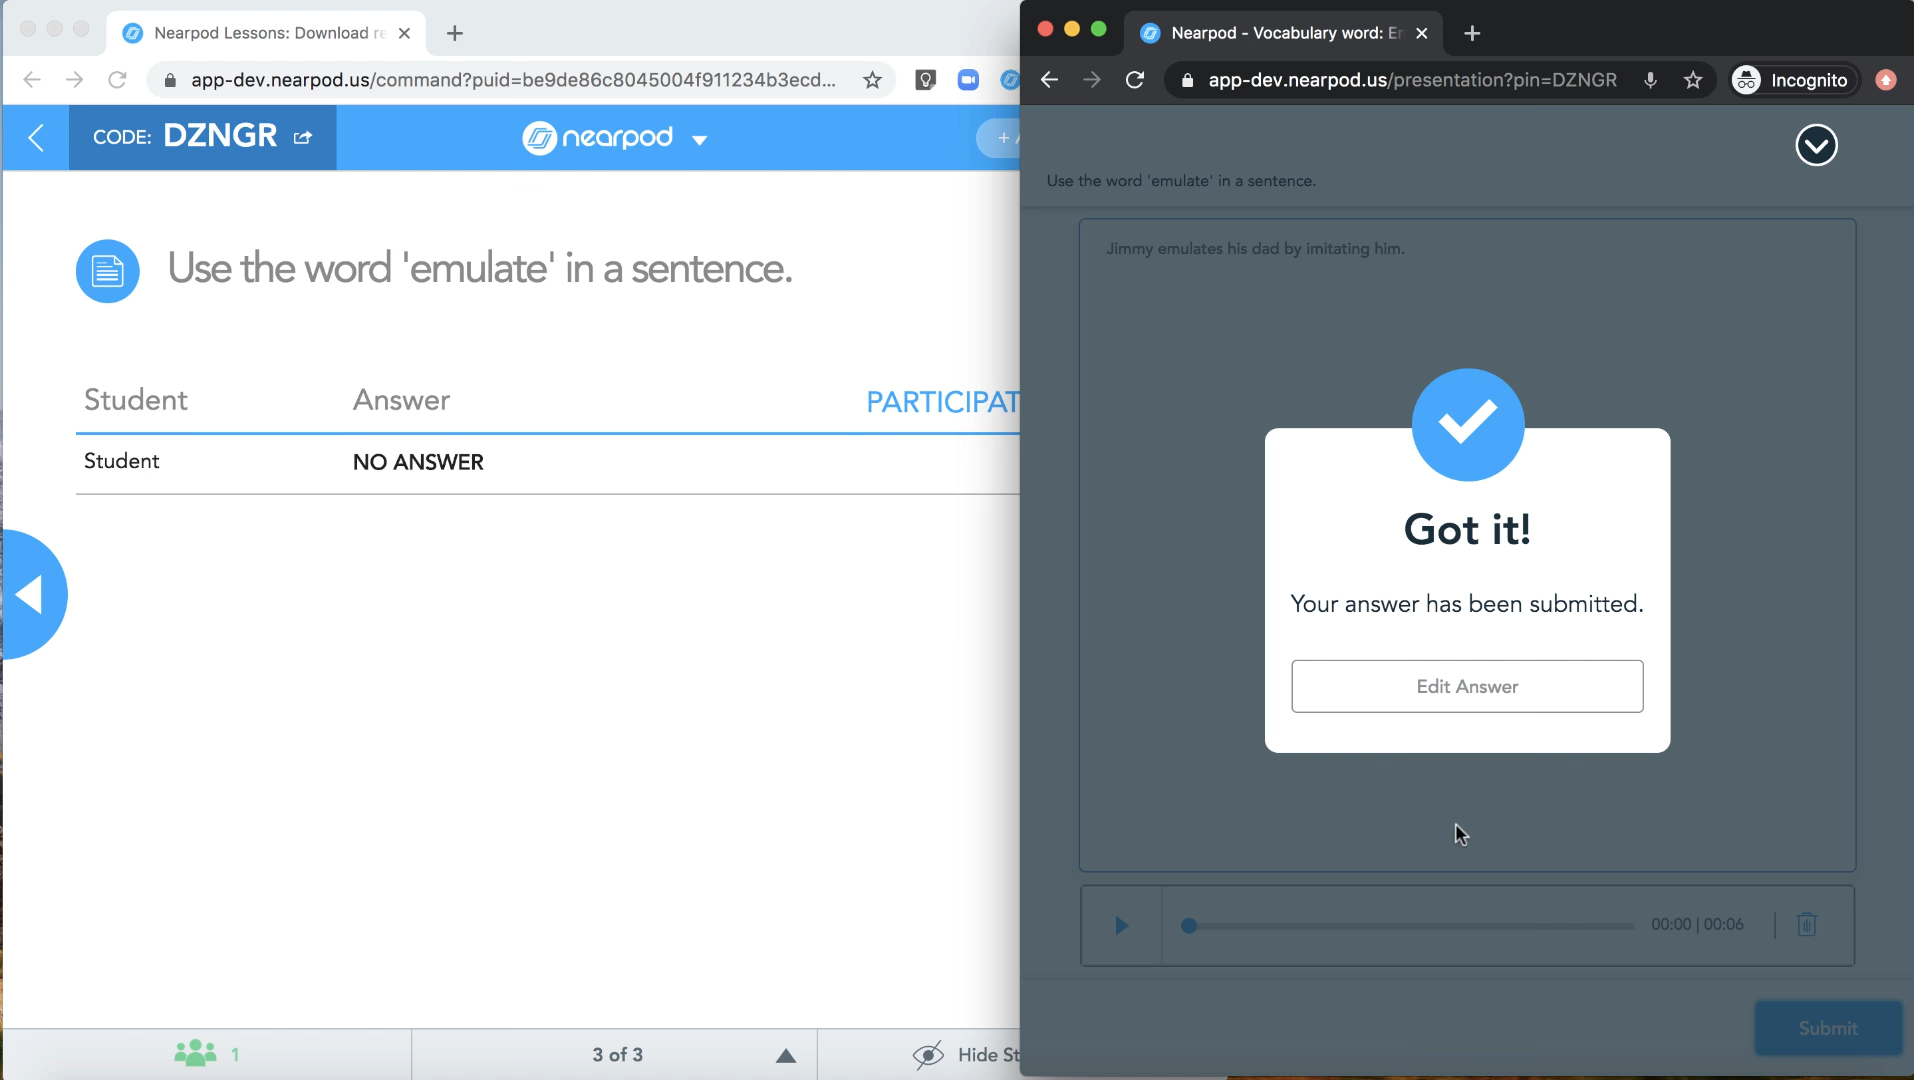 Nearpod Lessons: Download re
app-dev.nearpod.us/command?puid=be9de86c8045004f911234b3ecd...
CODE: DZNGR
nearpod
+ A
Use the word 'emulate' in a sentence.
Student Answer PARTICIPAT
Student NO ANSWER
1
3 of 3
Hide St
Nearpod - Vocabulary word: Em
app-dev.nearpod.us/presentation?pin=DZNGR
Incognito
Use the word 'emulate' in a sentence.
Jimmy emulates his dad by imitating him.
Got it!
Your answer has been submitted.
Edit Answer
00:00 | 00:06
Submit